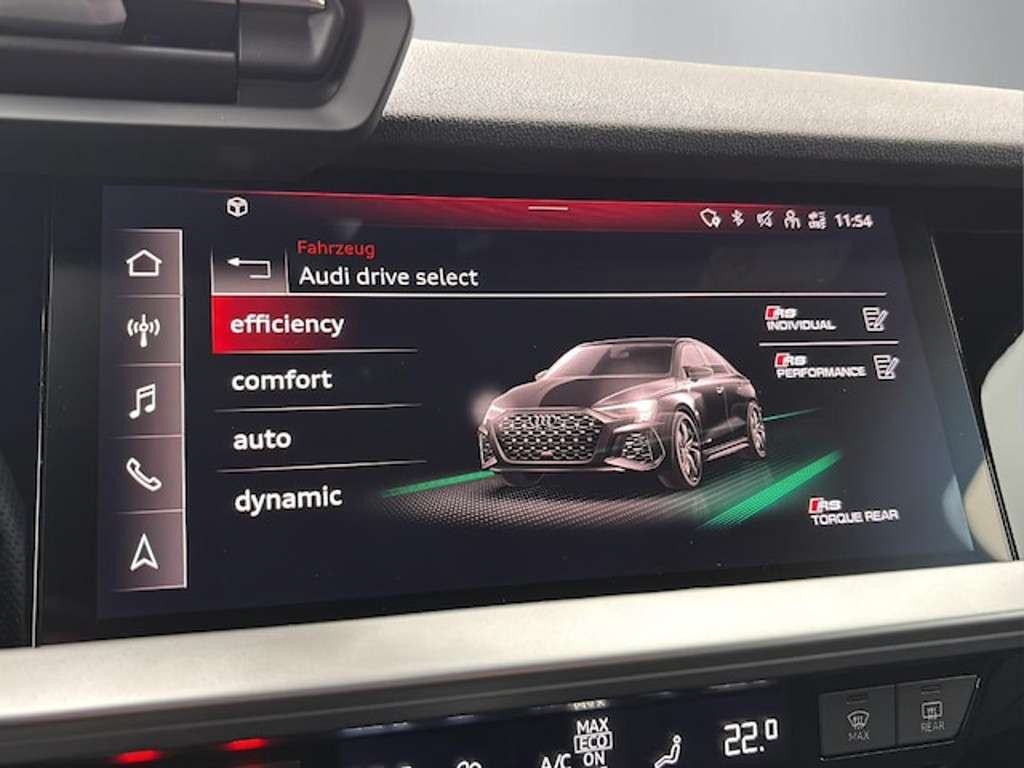 11:54
Fahrzeug
Audi drive select
efficiency
comfort
auto
dynamic
RS
INDIVIDUAL
RS
PERFORMANCE
RS
TORQUE REAR
MAX
A/C
ECO
ON
22.0
MAX
REAR